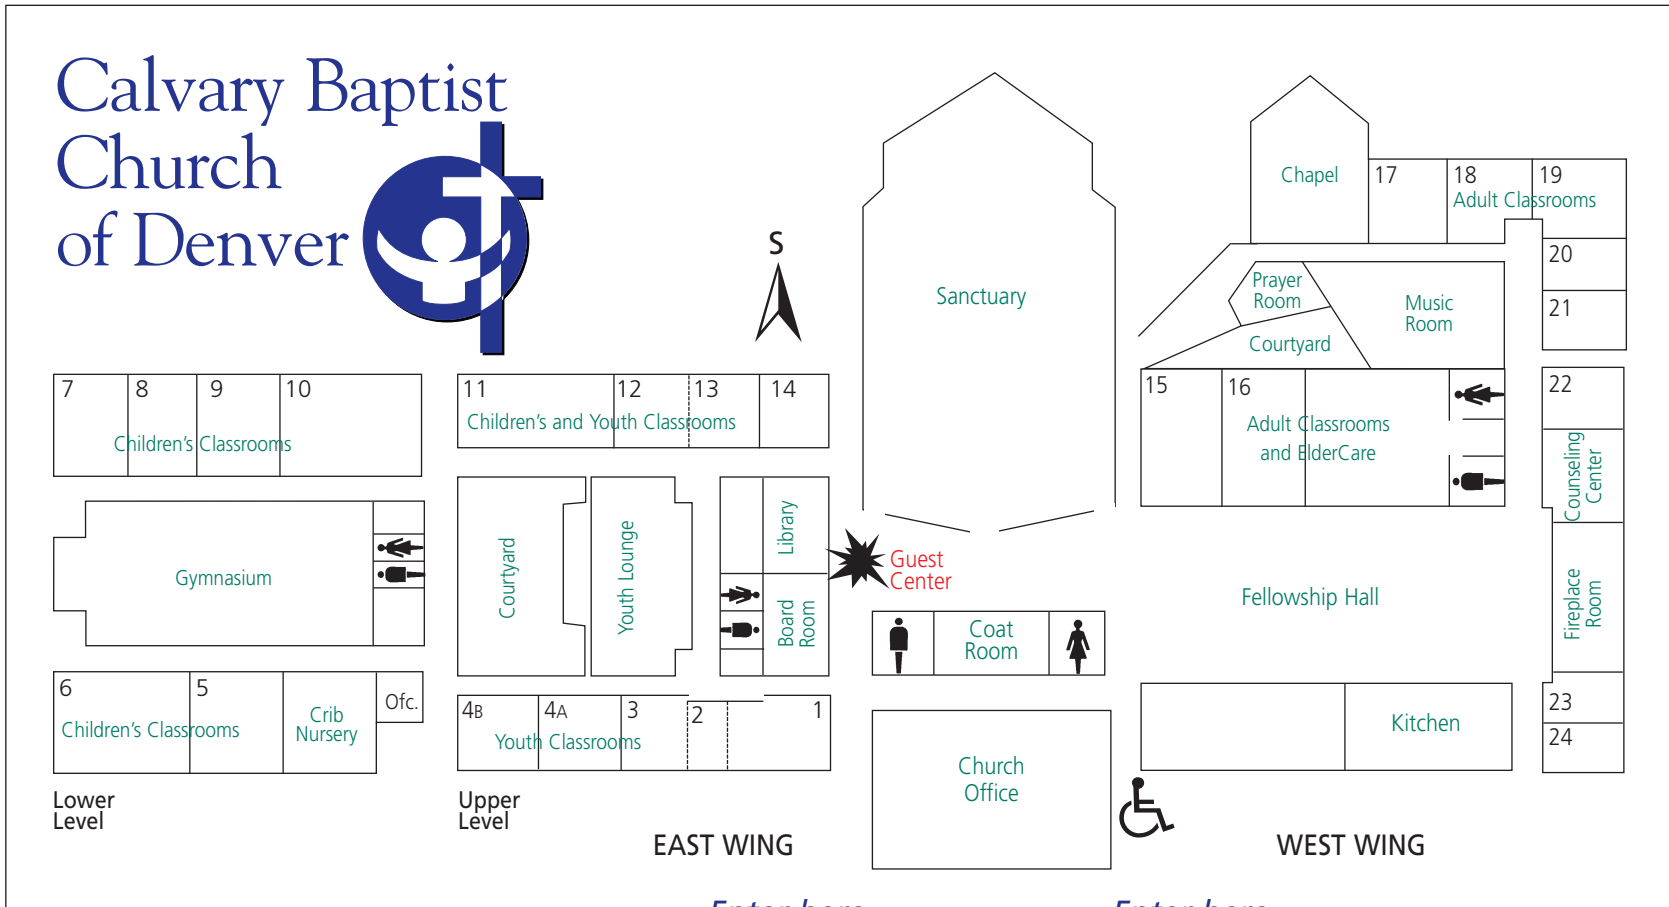 Calvary Baptist
Church
of Denver
S
Chapel
17
18
19
Adult Classrooms
20
21
Sanctuary
Prayer
Room
Music
Room
Courtyard
7
8
9
10
Children's Classrooms
11
12
13
14
Children's and Youth Classrooms
15
16
Adult Classrooms
and ElderCare
22
Counseling
Center
Gymnasium
Courtyard
Youth Lounge
Library
Board
Room
Guest
Center
Coat
Room
Fellowship Hall
Fireplace
Room
6
5
Children's Classrooms
Crib
Nursery
Ofc.
4B
4A
3
2
1
Youth Classrooms
Church
Office
Kitchen
23
24
Lower
Level
Upper
Level
EAST WING
WEST WING
Enter here
Enter here